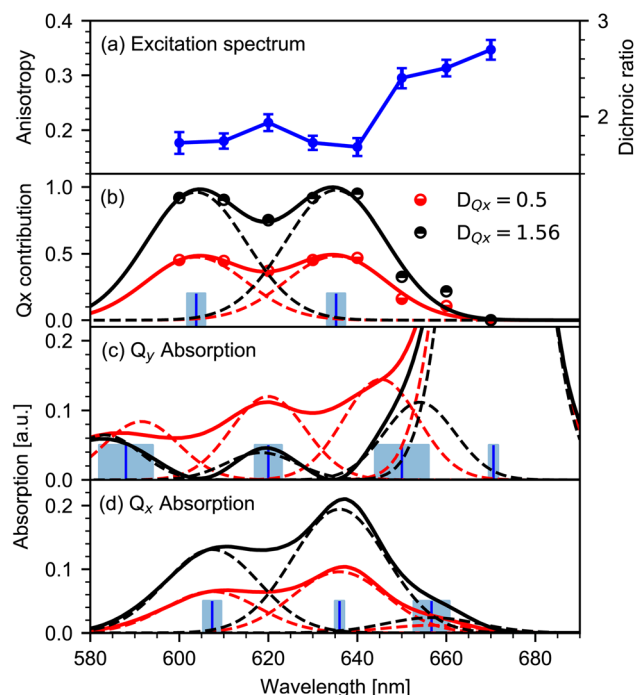 (a) Excitation spectrum
Anisotropy
0.4
0.3
0.2
Dichroic ratio
3
2
(b)
Qx contribution
1.0
0.5
0.0
D_Qx = 0.5
D_Qx = 1.56
(c) Q_y Absorption
0.2
0.1
0.0
Absorption [a.u.]
(d) Q_x Absorption
0.2
0.1
0.0
580 600 620 640 660 680
Wavelength [nm]